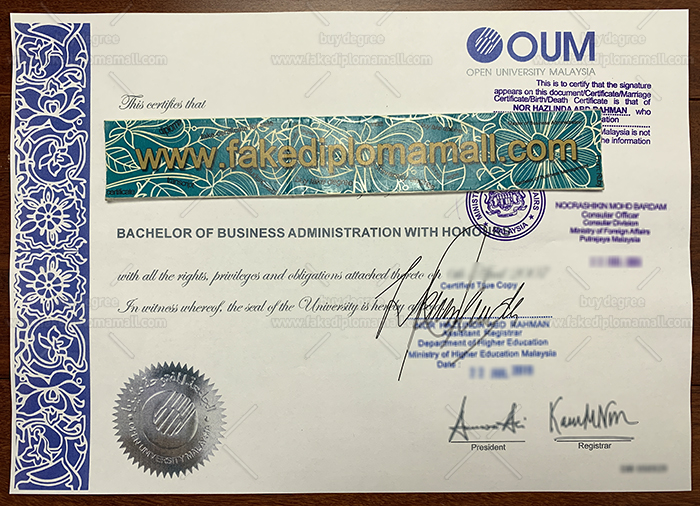 OUM
OPEN UNIVERSITY MALAYSIA
This is to certify that the signature
appears on this document/Certificate/Marriage
Certificate/Birth/Death Certificate is that of
NOR HAZLINDA ABD RAHMAN who
Malaysia is not
the information
This certifies that
www.fakediplomamall.com
NOORASHIKIN MOHD BARDAM
Consular Officer
Consular Division
Ministry of Foreign Affairs
Putrajaya Malaysia
BACHELOR OF BUSINESS ADMINISTRATION WITH HONOUR
with all the rights, privileges and obligations attached thereto on
Certified True Copy
In witness whereof, the seal of the University is hereby
ABD RAHMAN
Assistant Registrar
Department of Higher Education
Ministry of Higher Education Malaysia
Date :
President
Registrar
OPEN UNIVERSITY MALAYSIA
buydegree
www.fakediplomamall.com